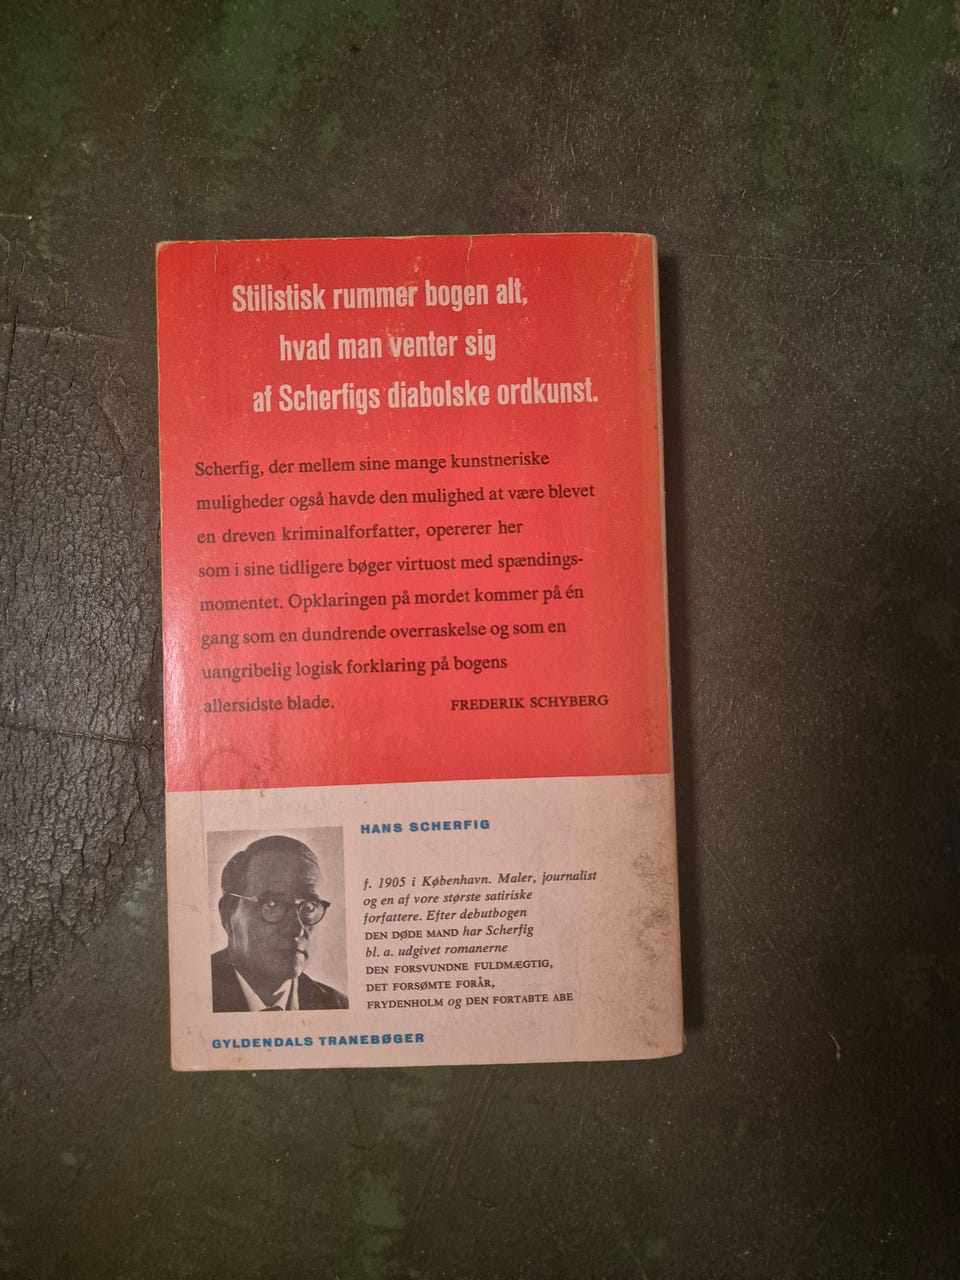 Stilistisk rummer bogen alt,
hvad man venter sig
af Scherfigs diabolske ordkunst.
Scherfig, der mellem sine mange kunstneriske
muligheder også havde den mulighed at være blevet
en dreven kriminalforfatter, opererer her
som i sine tidligere bøger virtuost med spændings-
momentet. Opklaringen på mordet kommer på én
gang som en dundrende overraskelse og som en
uangribelig logisk forklaring på bogens
allersidste blade. FREDERIK SCHYBERG
HANS SCHERFIG
f. 1905 i København. Maler, journalist
og en af vore største satiriske
forfattere. Efter debutbogen
DEN DØDE MAND har Scherfig
bl. a. udgivet romanerne
DEN FORSVUNDNE FULDMÆGTIG,
DET FORSØMTE FORÅR,
FRYDENHOLM og DEN FORTABTE ABE
GYLDENDALS TRANEBØGER